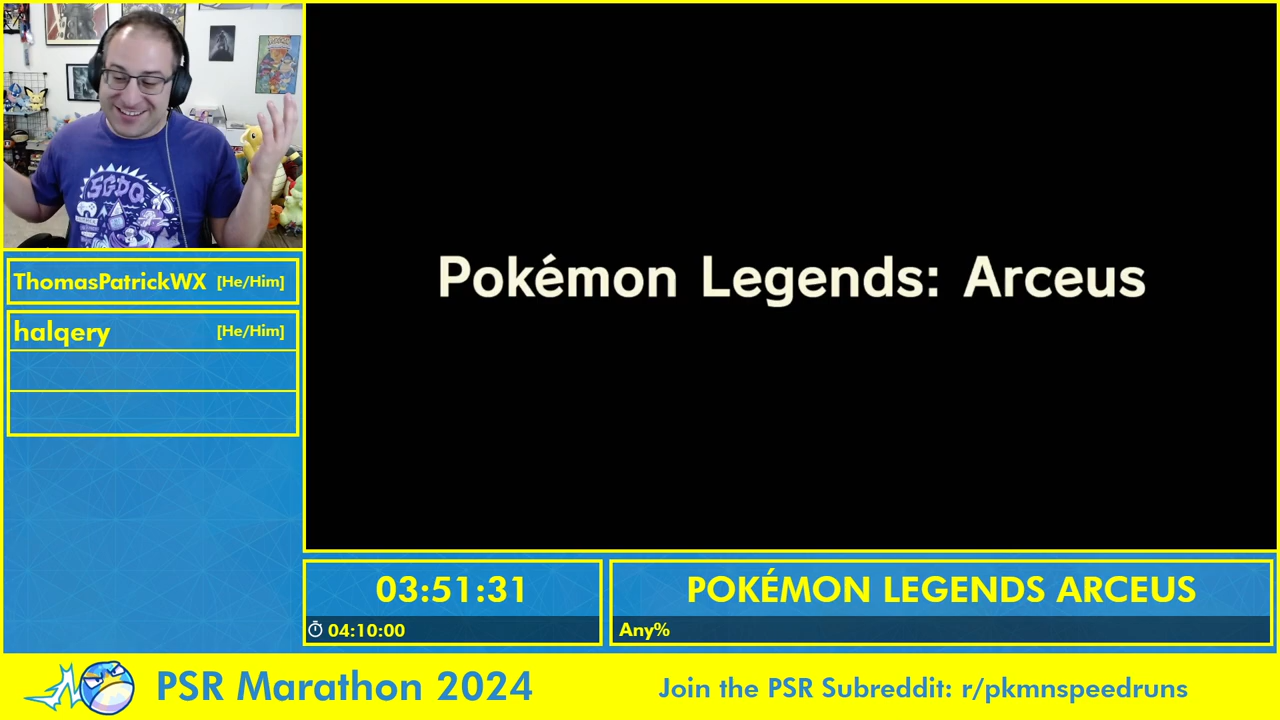 SGDQ
Pokémon Legends: Arceus
ThomasPatrickWX [He/Him]
halqery [He/Him]
03:51:31
04:10:00
POKÉMON LEGENDS ARCEUS
Any%
PSR Marathon 2024
Join the PSR Subreddit: r/pkmnspeedruns